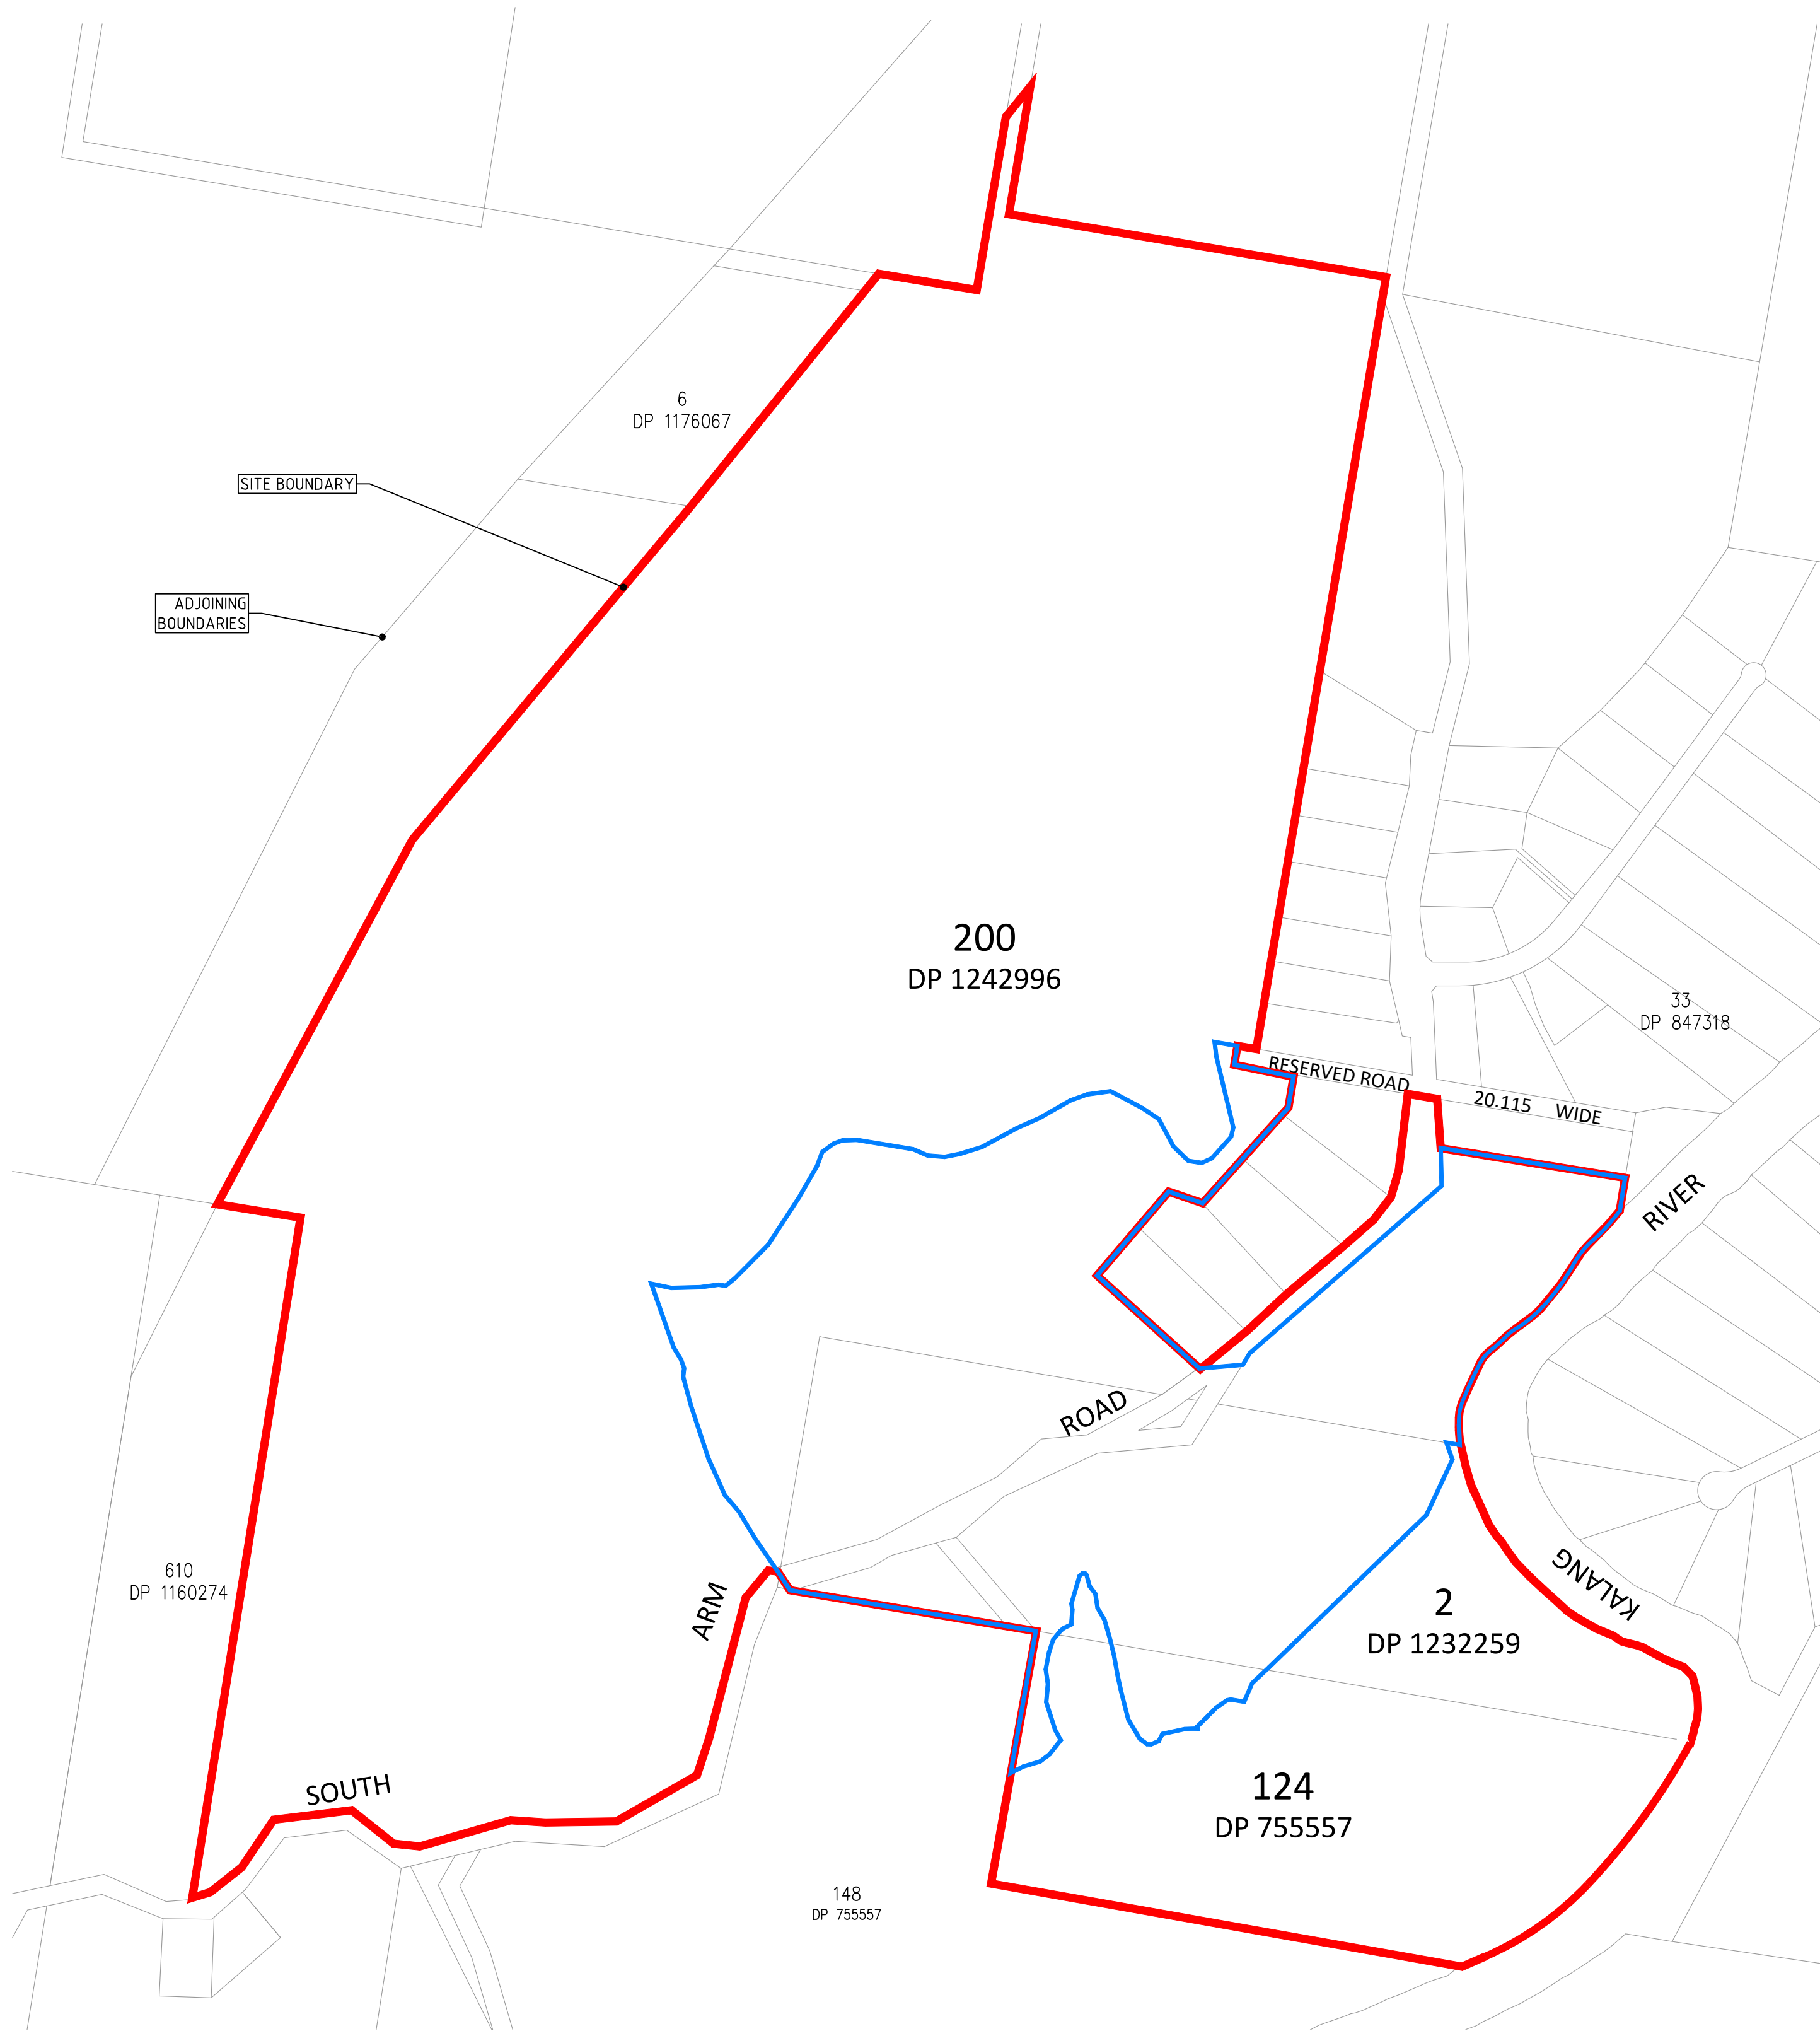 6
DP 1176067
SITE BOUNDARY
ADJOINING
BOUNDARIES
200
DP 1242996
33
DP 847318
RESERVED ROAD
20.115 WIDE
RIVER
ROAD
KALANG
610
DP 1160274
ARM
2
DP 1232259
SOUTH
124
DP 755557
148
DP 755557